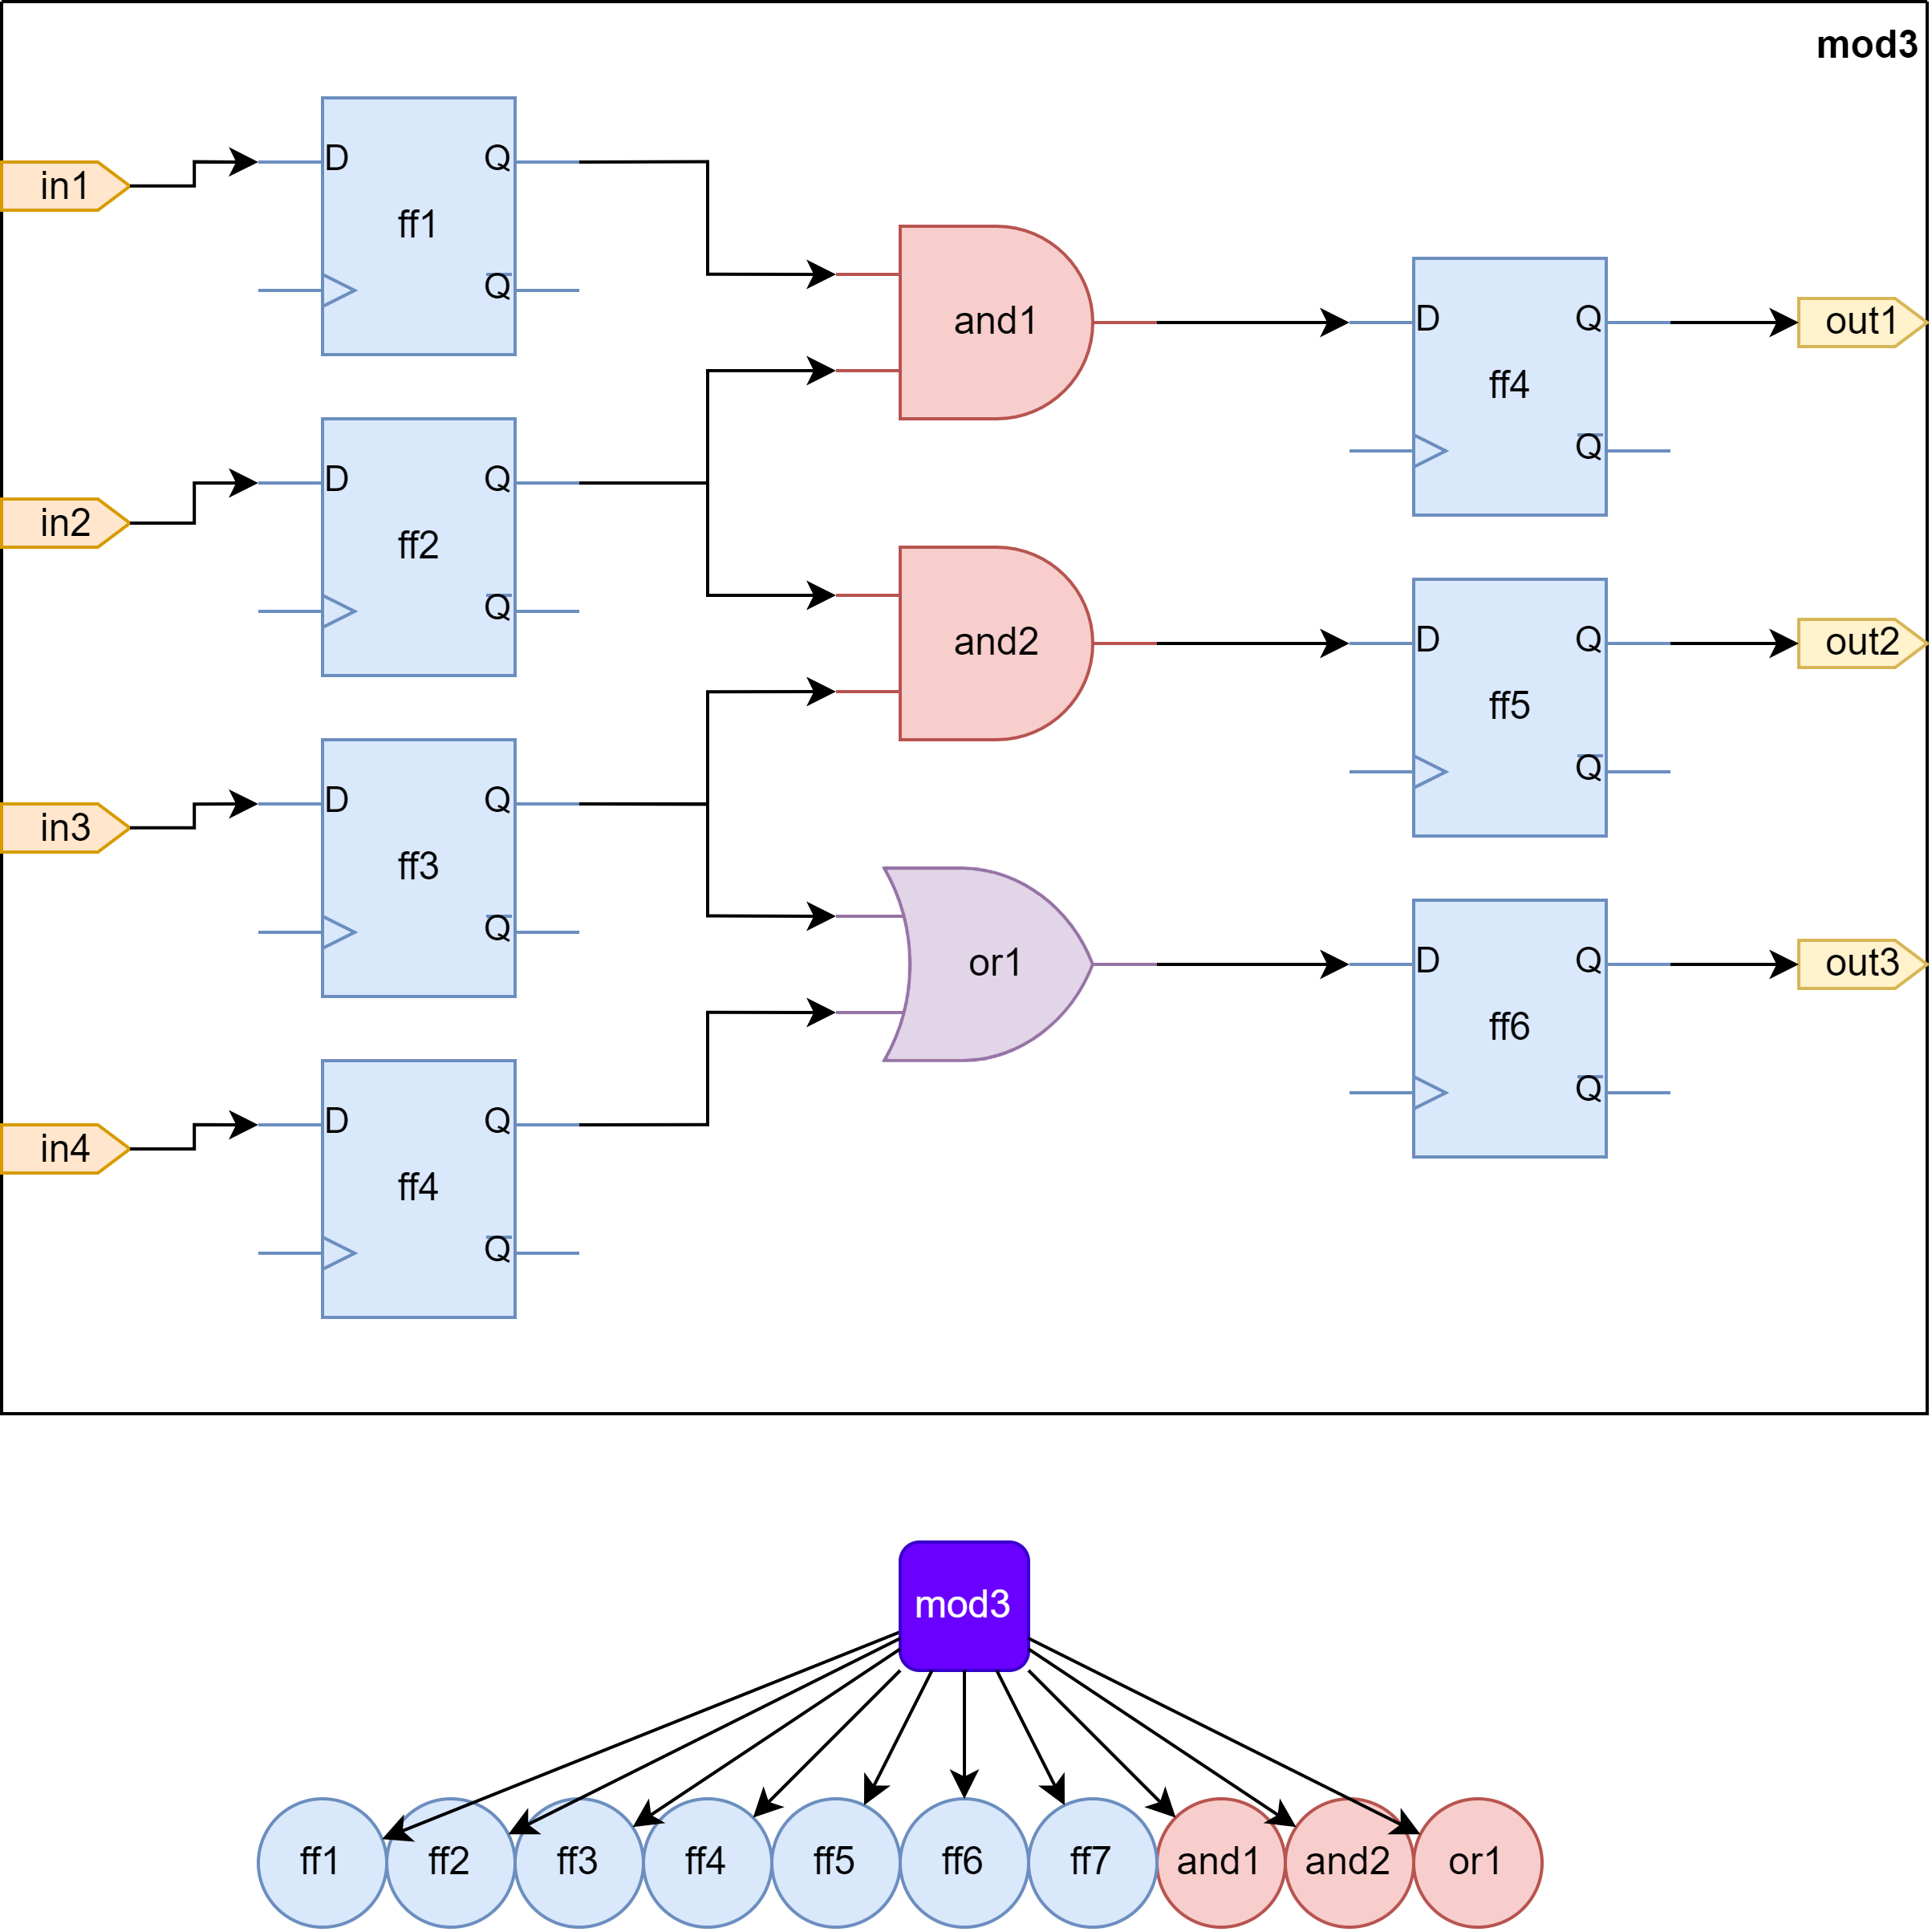 mod3
in1
D
Q
ff1
Q
and1
D
Q
ff4
Q
out1
in2
D
Q
ff2
Q
and2
D
Q
ff5
Q
out2
in3
D
Q
ff3
Q
or1
D
Q
ff6
Q
out3
in4
D
Q
ff4
Q
mod3
ff1
ff2
ff3
ff4
ff5
ff6
ff7
and1
and2
or1